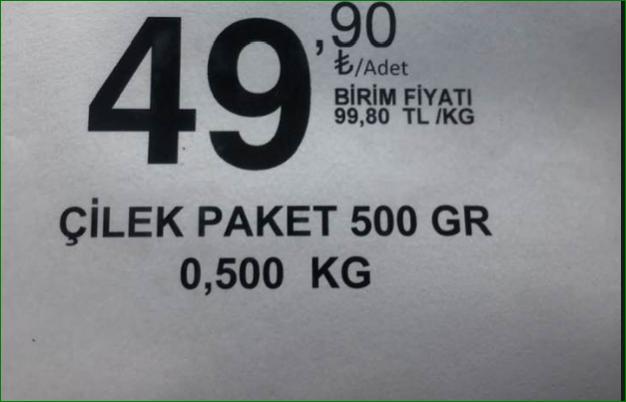 49,90
₺/Adet
BİRİM FİYATI
99,80 TL /KG
ÇİLEK PAKET 500 GR
0,500 KG